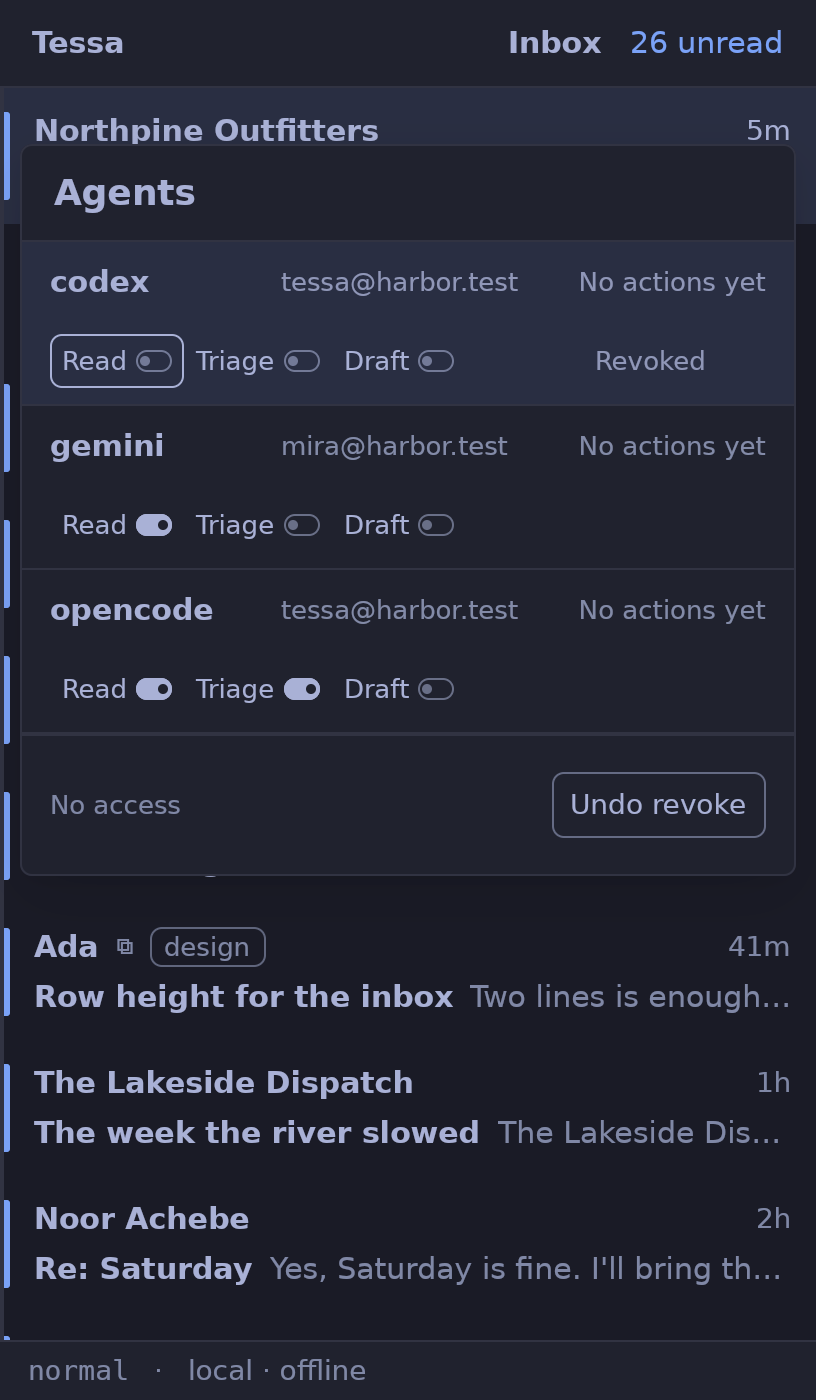 Tessa Inbox 26 unread
Northpine Outfitters 5m
Agents
codex tessa@harbor.test No actions yet
Read Triage Draft Revoked
gemini mira@harbor.test No actions yet
Read Triage Draft
opencode tessa@harbor.test No actions yet
Read Triage Draft
No access Undo revoke
Ada design 41m
Row height for the inbox Two lines is enough…
The Lakeside Dispatch 1h
The week the river slowed The Lakeside Dis…
Noor Achebe 2h
Re: Saturday Yes, Saturday is fine. I'll bring th…
normal · local · offline